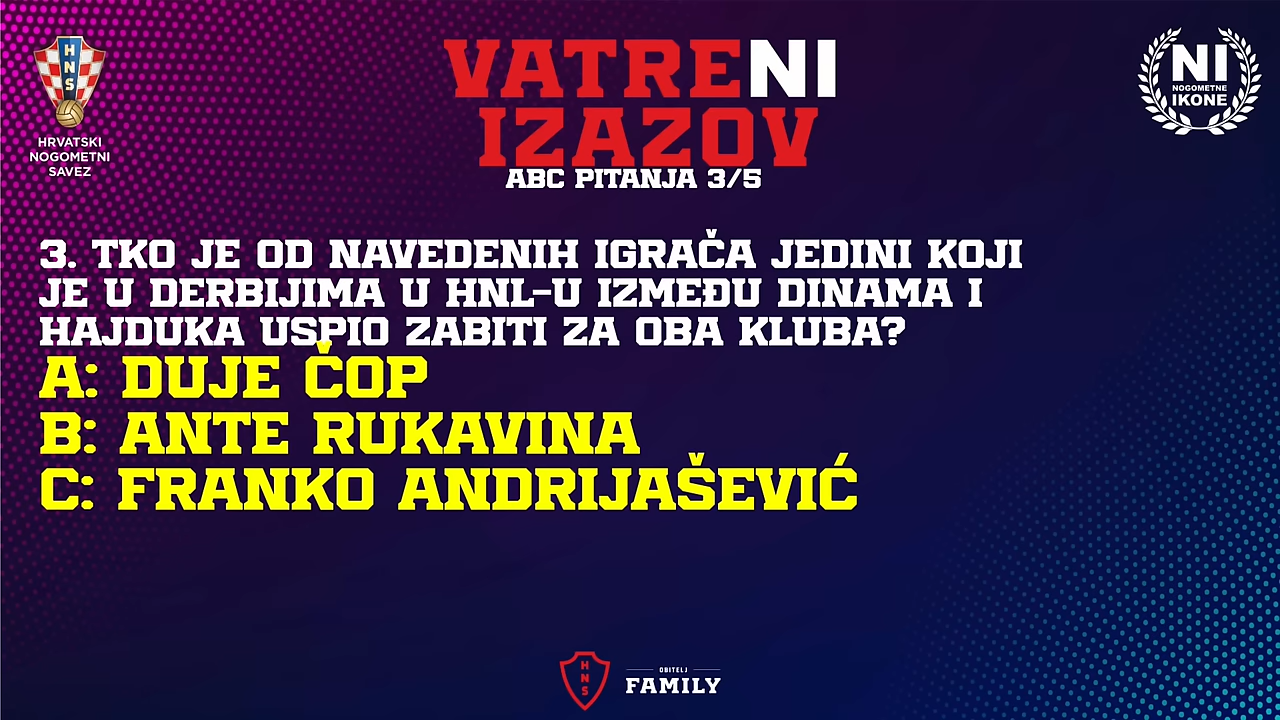 HNS
HRVATSKI
NOGOMETNI
SAVEZ
VATRENI
IZAZOV
ABC PITANJA 3/5
NI
NOGOMETNE
IKONE
3. TKO JE OD NAVEDENIH IGRAČA JEDINI KOJI
JE U DERBIJIMA U HNL-U IZMEĐU DINAMA I
HAJDUKA USPIO ZABITI ZA OBA KLUBA?
A: DUJE ČOP
B: ANTE RUKAVINA
C: FRANKO ANDRIJAŠEVIĆ
HNS
OBITELJ
FAMILY